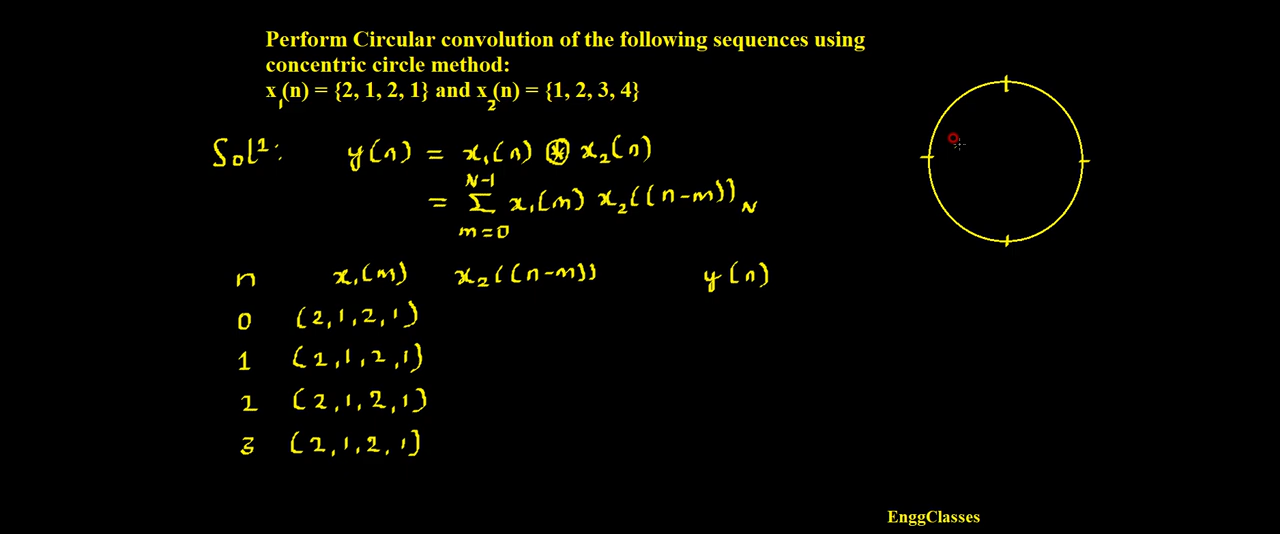 Perform Circular convolution of the following sequences using
concentric circle method:
x₁(n) = {2, 1, 2, 1} and x₂(n) = {1, 2, 3, 4}
Solⁿ: y(n) = x₁(n) ⊛ x₂(n)
N-1
= Σ x₁(m) x₂((n-m))N
m=0
n x₁(m) x₂((n-m)) y(n)
0 (2,1,2,1)
1 (2,1,2,1)
2 (2,1,2,1)
3 (2,1,2,1)
EnggClasses